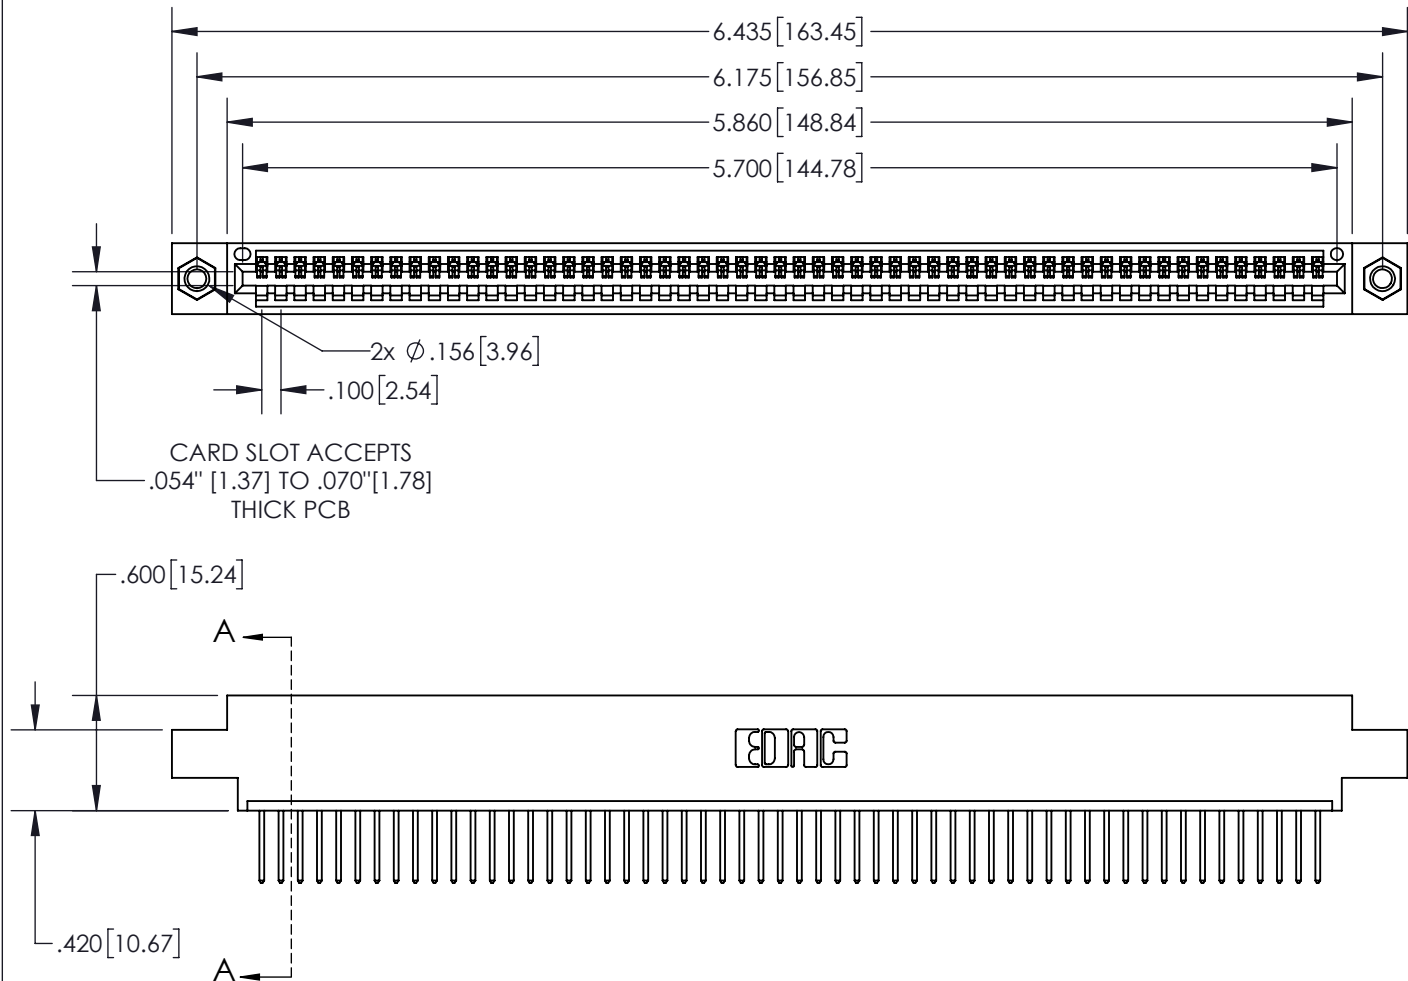 6.435[163.45]
6.175[156.85]
5.860[148.84]
5.700[144.78]
2x ∅.156[3.96]
.100[2.54]
CARD SLOT ACCEPTS
.054" [1.37] TO .070"[1.78]
THICK PCB
.600[15.24]
A
EDAC
.420[10.67]
A